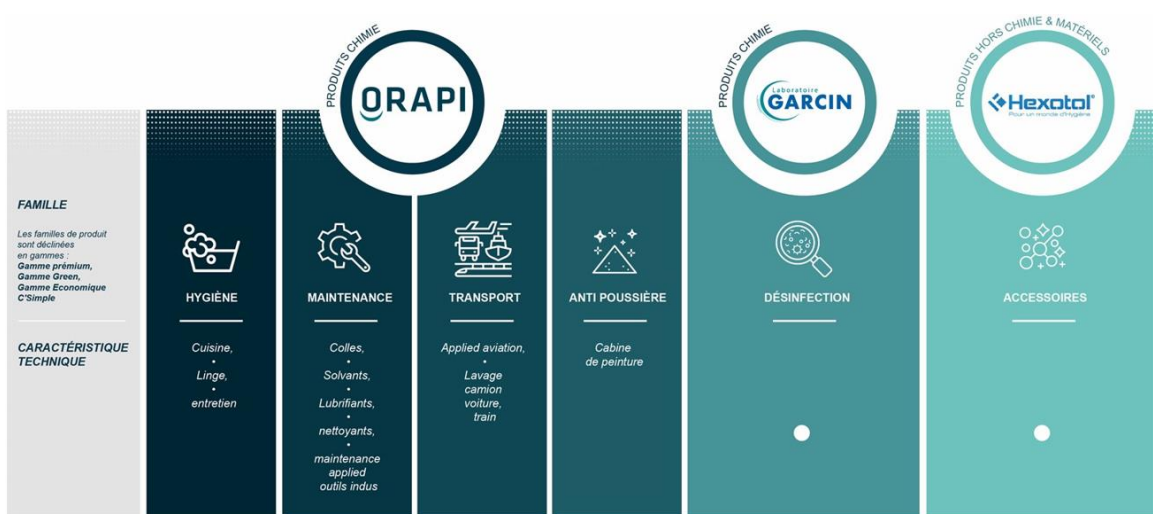 PRODUITS CHIMIE
ORAPI
PRODUITS CHIMIE
Laboratoire
GARCIN
PRODUITS HORS CHIMIE & MATÉRIELS
Hexotol®
Pour un monde d'Hygiène
FAMILLE
Les familles de produit
sont déclinées
en gammes :
Gamme prémium,
Gamme Green,
Gamme Economique
C'Simple
CARACTÉRISTIQUE
TECHNIQUE
HYGIÈNE
Cuisine,
•
Linge,
•
entretien
MAINTENANCE
Colles,
•
Solvants,
•
Lubrifiants,
•
nettoyants,
•
maintenance
applied
outils indus
TRANSPORT
Applied aviation,
•
Lavage
camion
voiture,
train
ANTI POUSSIÈRE
Cabine
de peinture
DÉSINFECTION
ACCESSOIRES